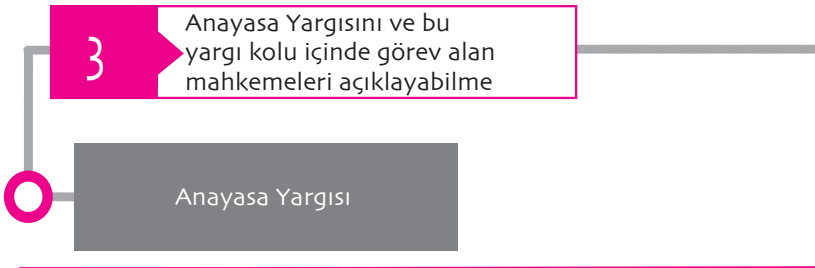 3
Anayasa Yargısını ve bu
yargı kolu içinde görev alan
mahkemeleri açıklayabilme
Anayasa Yargısı